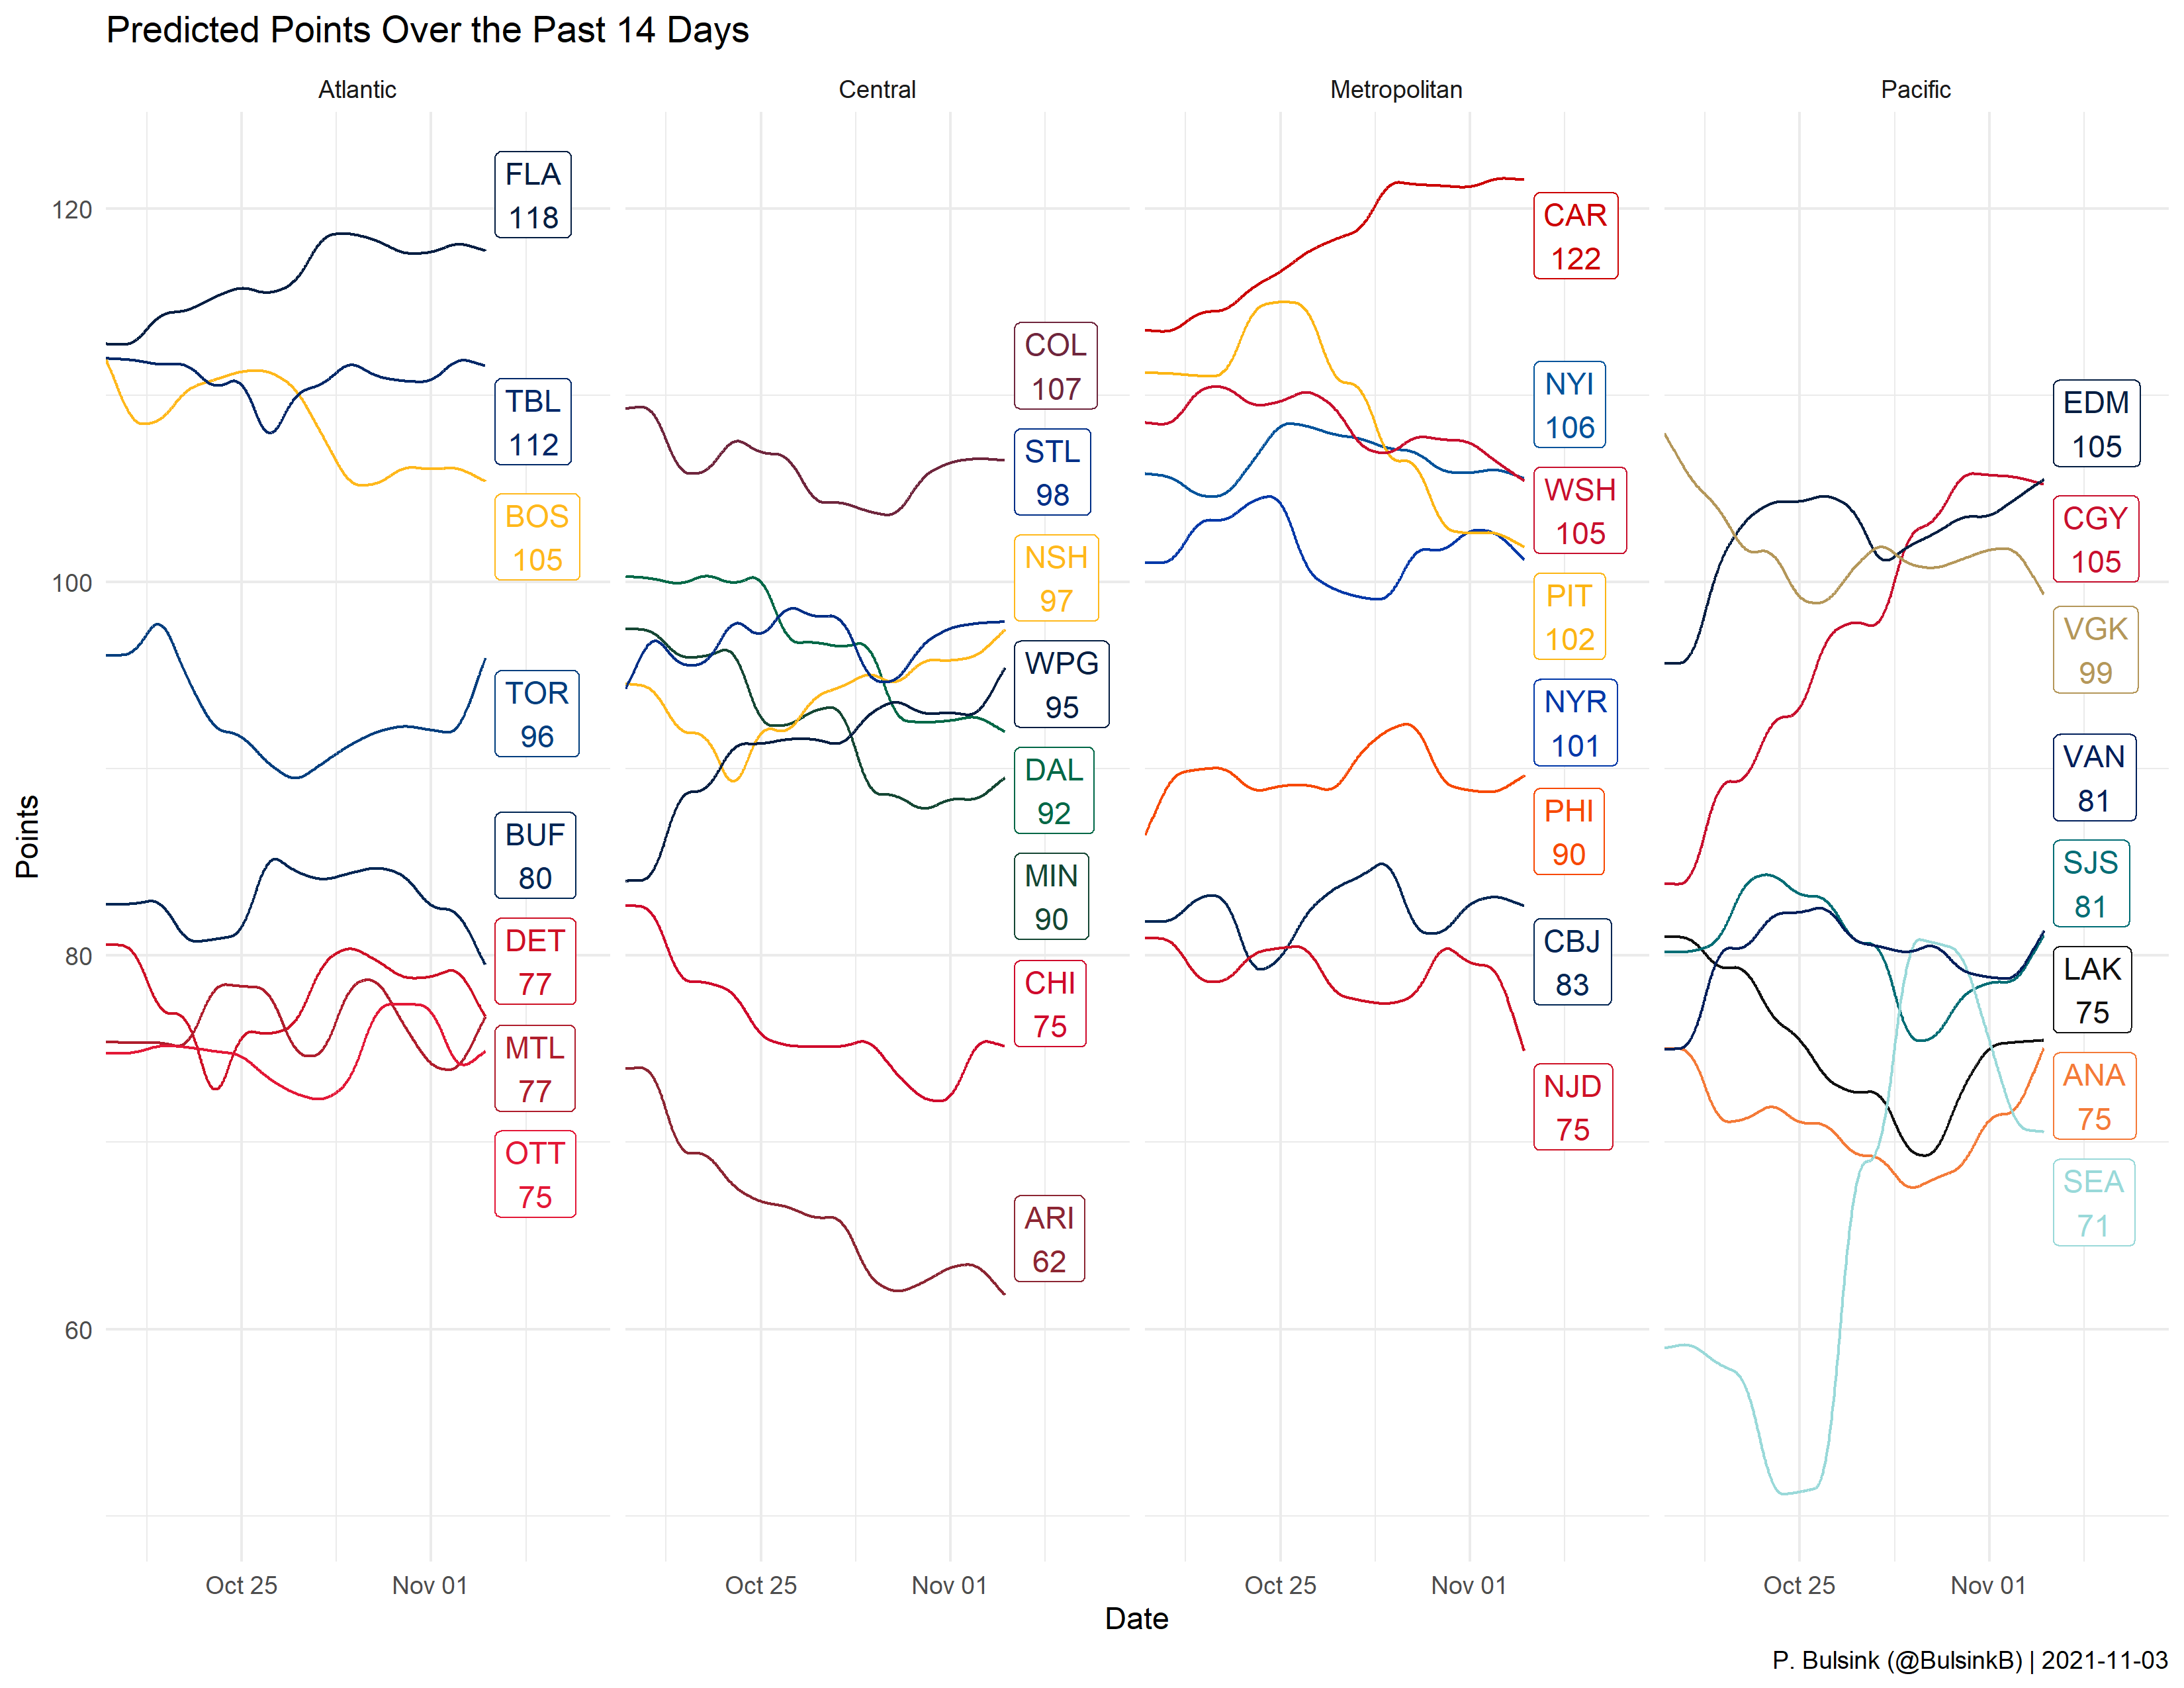 Predicted Points Over the Past 14 Days
Atlantic
Central
Metropolitan
Pacific
Points
120
100
80
60
FLA
118
TBL
112
BOS
105
TOR
96
BUF
80
DET
77
MTL
77
OTT
75
COL
107
STL
98
NSH
97
WPG
95
DAL
92
MIN
90
CHI
75
ARI
62
CAR
122
NYI
106
WSH
105
PIT
102
NYR
101
PHI
90
CBJ
83
NJD
75
EDM
105
CGY
105
VGK
99
VAN
81
SJS
81
LAK
75
ANA
75
SEA
71
Oct 25
Nov 01
Oct 25
Nov 01
Oct 25
Nov 01
Oct 25
Nov 01
Date
P. Bulsink (@BulsinkB) | 2021-11-03